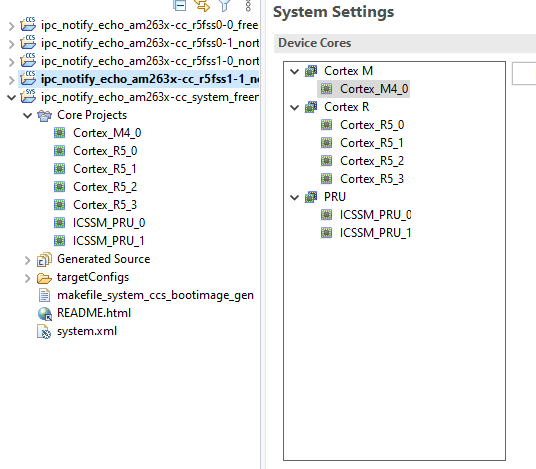 ipc_notify_echo_am263x-cc_r5fss0-0_free
ipc_notify_echo_am263x-cc_r5fss0-1_nort
ipc_notify_echo_am263x-cc_r5fss1-0_nort
ipc_notify_echo_am263x-cc_r5fss1-1_no
ipc_notify_echo_am263x-cc_system_freer
Core Projects
Cortex_M4_0
Cortex_R5_0
Cortex_R5_1
Cortex_R5_2
Cortex_R5_3
ICSSM_PRU_0
ICSSM_PRU_1
Generated Source
targetConfigs
makefile_system_ccs_bootimage_gen
README.html
system.xml
System Settings
Device Cores
Cortex M
Cortex_M4_0
Cortex R
Cortex_R5_0
Cortex_R5_1
Cortex_R5_2
Cortex_R5_3
PRU
ICSSM_PRU_0
ICSSM_PRU_1